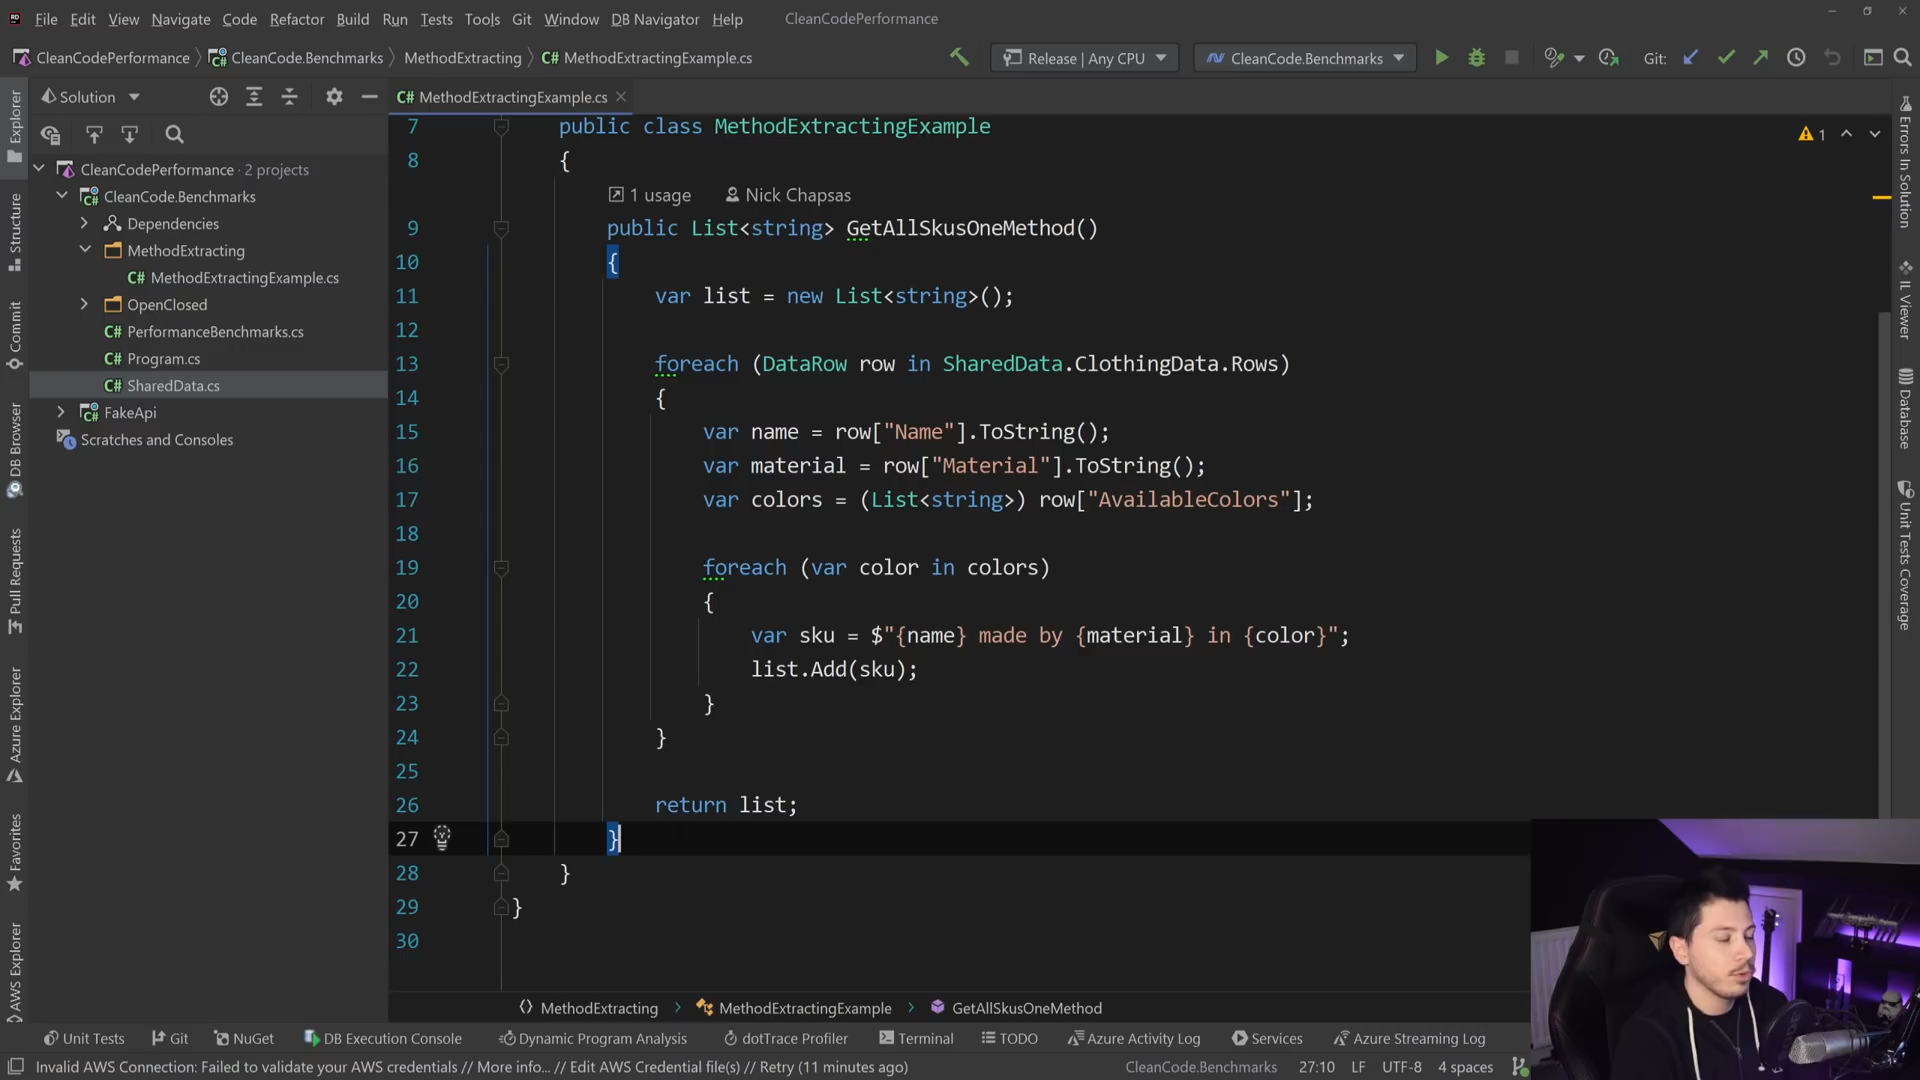 File Edit View Navigate Code Refactor Build Run Tests Tools Git Window DB Navigator Help CleanCodePerformance
CleanCodePerformance CleanCode.Benchmarks MethodExtracting C# MethodExtractingExample.cs Release | Any CPU CleanCode.Benchmarks Git:
Solution
C# MethodExtractingExample.cs
CleanCodePerformance · 2 projects
CleanCode.Benchmarks
Dependencies
MethodExtracting
C# MethodExtractingExample.cs
OpenClosed
C# PerformanceBenchmarks.cs
C# Program.cs
C# SharedData.cs
FakeApi
Scratches and Consoles
Explorer
Structure
Commit
DB Browser
Pull Requests
Azure Explorer
Favorites
AWS Explorer
7 public class MethodExtractingExample
8 {
1 usage Nick Chapsas
9 public List<string> GetAllSkusOneMethod()
10 {
11 var list = new List<string>();
12
13 foreach (DataRow row in SharedData.ClothingData.Rows)
14 {
15 var name = row["Name"].ToString();
16 var material = row["Material"].ToString();
17 var colors = (List<string>) row["AvailableColors"];
18
19 foreach (var color in colors)
20 {
21 var sku = $"{name} made by {material} in {color}";
22 list.Add(sku);
23 }
24 }
25
26 return list;
27 }
28 }
29 }
30
1
Errors In Solution
IL Viewer
Database
Unit Tests Coverage
MethodExtracting MethodExtractingExample GetAllSkusOneMethod
Unit Tests Git NuGet DB Execution Console Dynamic Program Analysis dotTrace Profiler Terminal TODO Azure Activity Log Services Azure Streaming Log
Invalid AWS Connection: Failed to validate your AWS credentials // More info... // Edit AWS Credential file(s) // Retry (11 minutes ago) CleanCode.Benchmarks 27:10 LF UTF-8 4 spaces